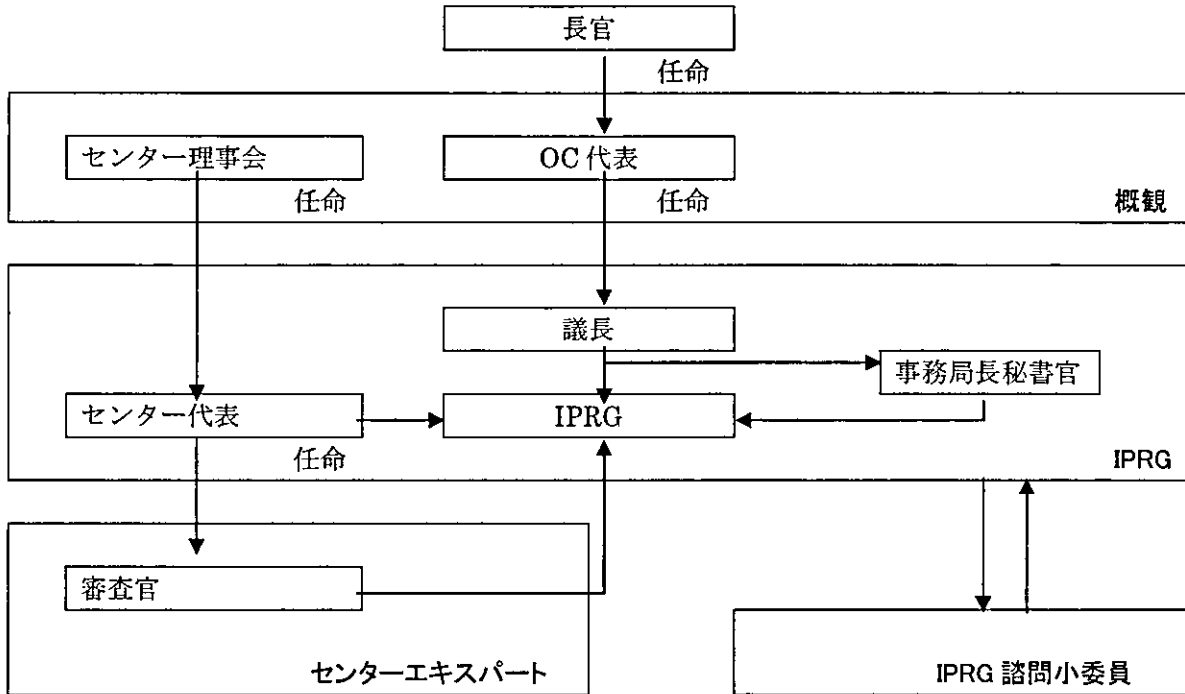 長官
任命
センター理事会
OC代表
任命
任命
概観
議長
事務局長秘書官
センター代表
IPRG
任命
IPRG
審査官
センターエキスパート
IPRG 諮問小委員